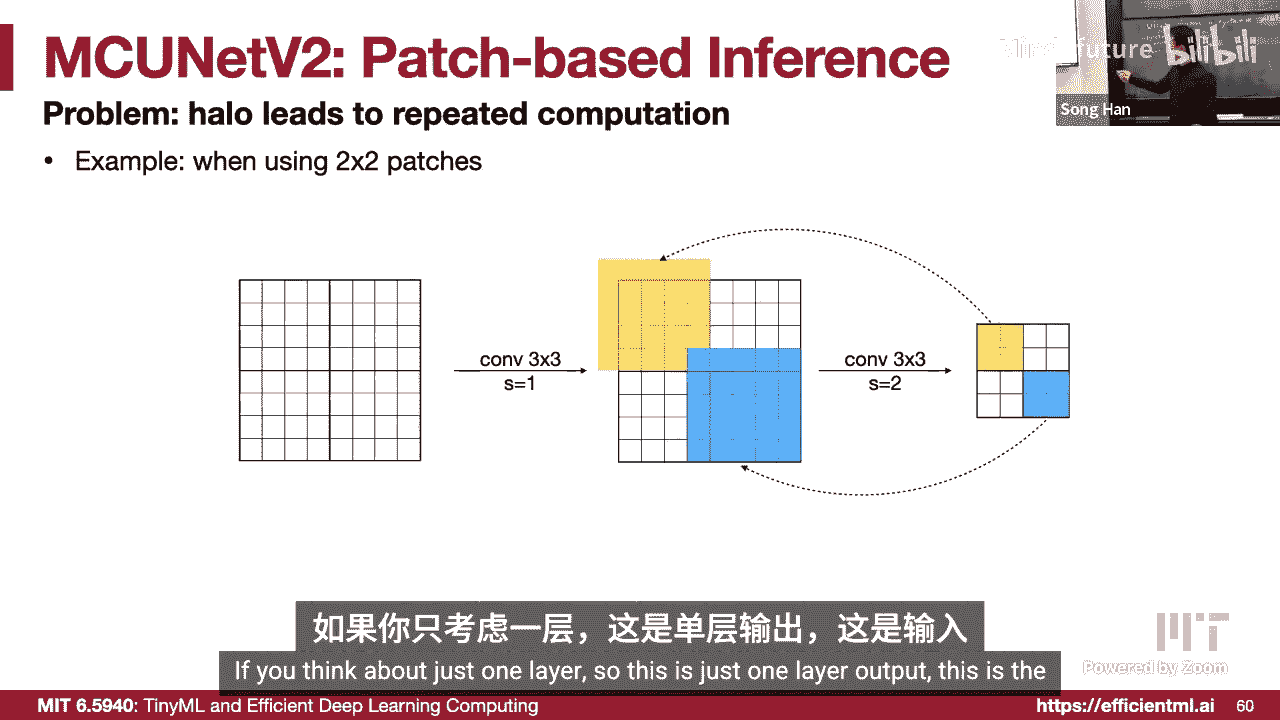 MCUNetV2: Patch-based Inference
bilibili
Song Han
Problem: halo leads to repeated computation
• Example: when using 2x2 patches
conv 3x3
s=1
conv 3x3
s=2
如果你只考虑一层，这是单层输出，这是输入
If you think about just one layer, so this is just one layer output, this is the
MIT
Powered by Zoom
MIT 6.5940: TinyML and Efficient Deep Learning Computing
https://efficientml.ai
60